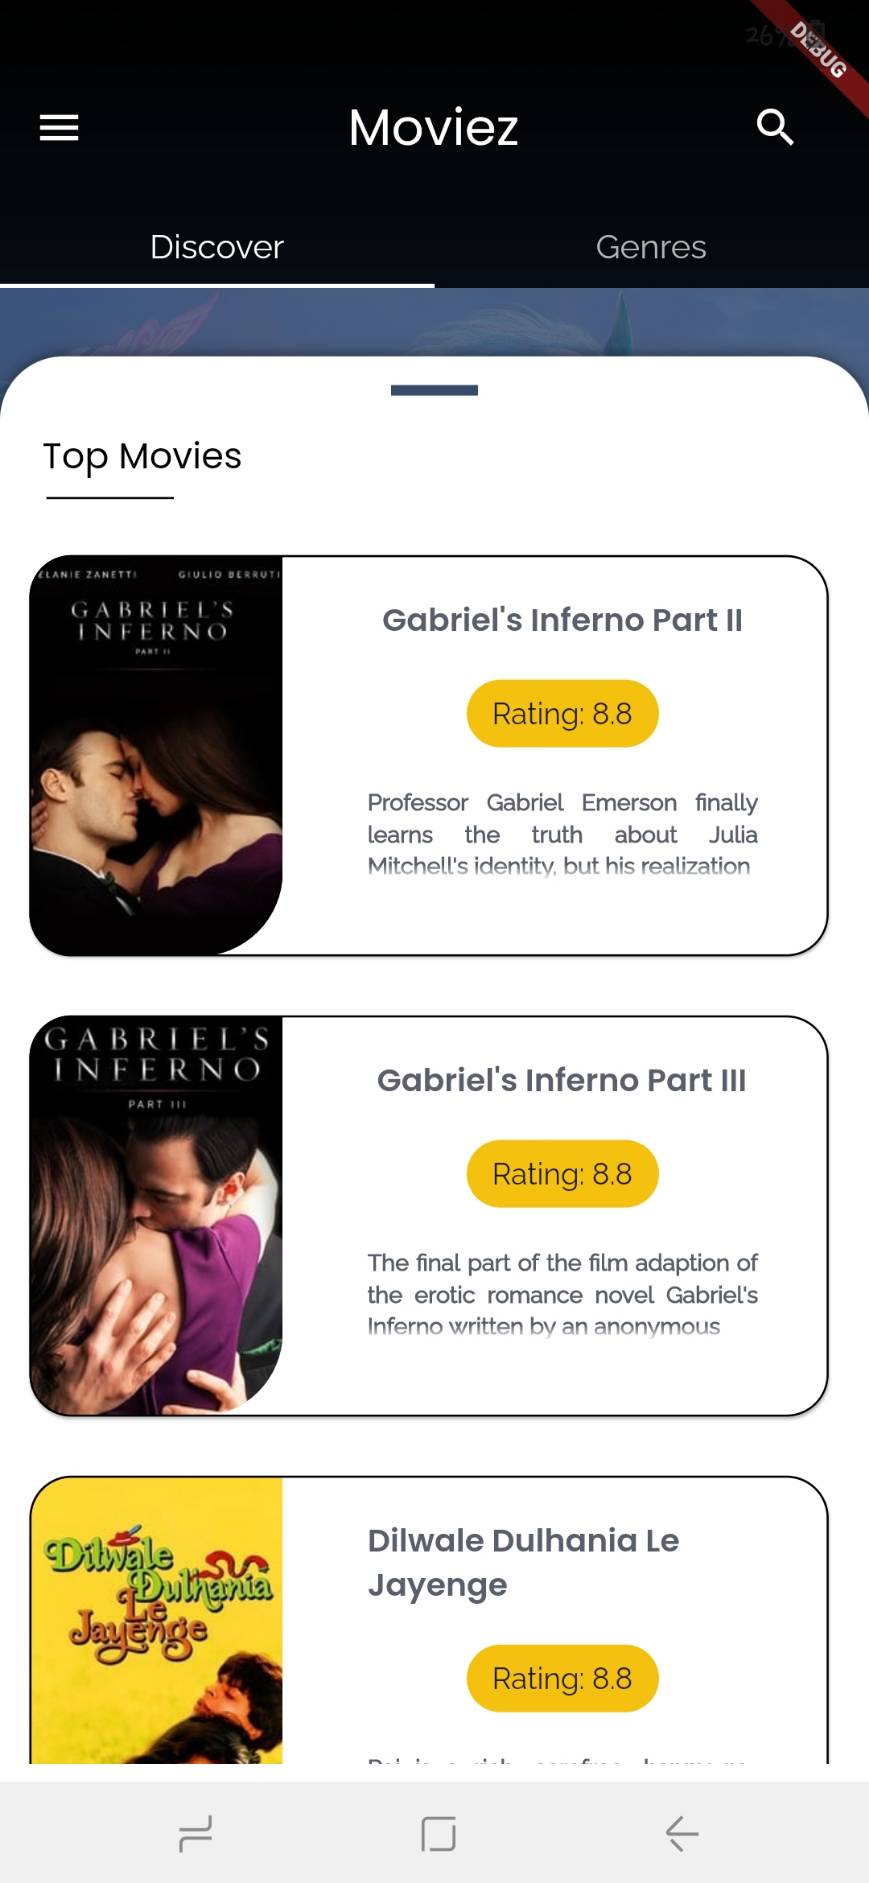 26%
DEBUG
Moviez
Discover
Genres
Top Movies
ELANIE ZANETTI GIULIO BERRUTI
GABRIEL'S
INFERNO
PART II
Gabriel's Inferno Part II
Rating: 8.8
Professor Gabriel Emerson finally
learns the truth about Julia
Mitchell's identity, but his realization
GABRIEL'S
INFERNO
PART III
Gabriel's Inferno Part III
Rating: 8.8
The final part of the film adaption of
the erotic romance novel Gabriel's
Inferno written by an anonymous
Dilwale
Dulhania
Le
Jayenge
Dilwale Dulhania Le
Jayenge
Rating: 8.8